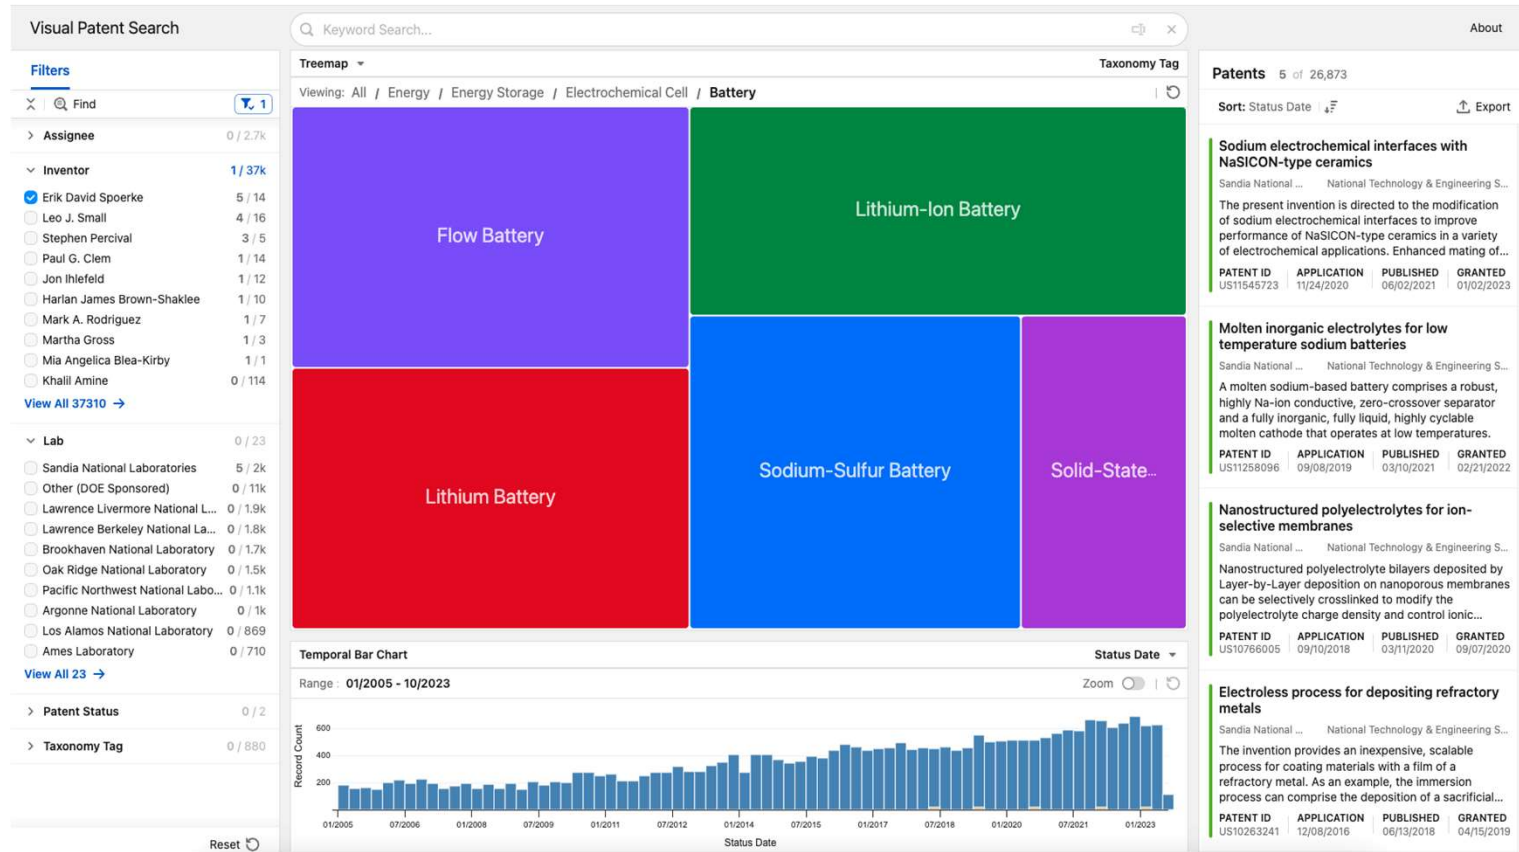 Visual Patent Search
Keyword Search...
About
Filters
Find
1
Assignee 0 / 2.7k
Inventor 1 / 37k
Erik David Spoerke 5 / 14
Leo J. Small 4 / 16
Stephen Percival 3 / 5
Paul G. Clem 1 / 14
Jon Ihlefeld 1 / 12
Harlan James Brown-Shaklee 1 / 10
Mark A. Rodriguez 1 / 7
Martha Gross 1 / 3
Mia Angelica Blea-Kirby 1 / 1
Khalil Amine 0 / 114
View All 37310
Lab 0 / 23
Sandia National Laboratories 5 / 2k
Other (DOE Sponsored) 0 / 11k
Lawrence Livermore National L... 0 / 1.9k
Lawrence Berkeley National La... 0 / 1.8k
Brookhaven National Laboratory 0 / 1.7k
Oak Ridge National Laboratory 0 / 1.5k
Pacific Northwest National Labo... 0 / 1.1k
Argonne National Laboratory 0 / 1k
Los Alamos National Laboratory 0 / 869
Ames Laboratory 0 / 710
View All 23
Patent Status 0 / 2
Taxonomy Tag 0 / 880
Reset
Treemap Taxonomy Tag
Viewing: All / Energy / Energy Storage / Electrochemical Cell / Battery
Flow Battery
Lithium-Ion Battery
Lithium Battery
Sodium-Sulfur Battery
Solid-State...
Temporal Bar Chart Status Date
Range : 01/2005 - 10/2023 Zoom
Record Count
600
400
200
01/2005 07/2006 01/2008 07/2009 01/2011 07/2012 01/2014 07/2015 01/2017 07/2018 01/2020 07/2021 01/2023
Status Date
Patents 5 of 26,873
Sort: Status Date Export
Sodium electrochemical interfaces with
NaSICON-type ceramics
Sandia National ... National Technology & Engineering S...
The present invention is directed to the modification
of sodium electrochemical interfaces to improve
performance of NaSICON-type ceramics in a variety
of electrochemical applications. Enhanced mating of...
PATENT ID APPLICATION PUBLISHED GRANTED
US11545723 11/24/2020 06/02/2021 01/02/2023
Molten inorganic electrolytes for low
temperature sodium batteries
Sandia National ... National Technology & Engineering S...
A molten sodium-based battery comprises a robust,
highly Na-ion conductive, zero-crossover separator
and a fully inorganic, fully liquid, highly cyclable
molten cathode that operates at low temperatures.
PATENT ID APPLICATION PUBLISHED GRANTED
US11258096 09/08/2019 03/10/2021 02/21/2022
Nanostructured polyelectrolytes for ion-
selective membranes
Sandia National ... National Technology & Engineering S...
Nanostructured polyelectrolyte bilayers deposited by
Layer-by-Layer deposition on nanoporous membranes
can be selectively crosslinked to modify the
polyelectrolyte charge density and control ionic...
PATENT ID APPLICATION PUBLISHED GRANTED
US10766005 09/10/2018 03/11/2020 09/07/2020
Electroless process for depositing refractory
metals
Sandia National ... National Technology & Engineering S...
The invention provides an inexpensive, scalable
process for coating materials with a film of a
refractory metal. As an example, the immersion
process can comprise the deposition of a sacrificial...
PATENT ID APPLICATION PUBLISHED GRANTED
US10263241 12/08/2016 06/13/2018 04/15/2019